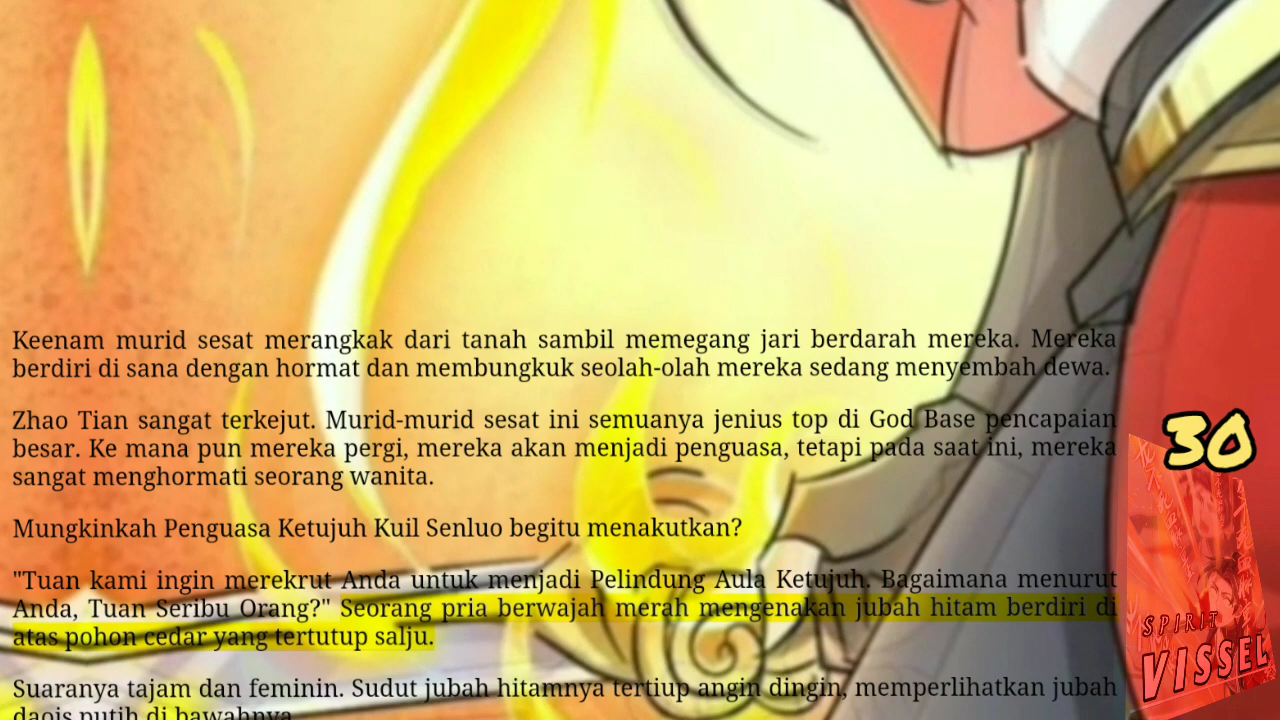 Keenam murid sesat merangkak dari tanah sambil memegang jari berdarah mereka. Mereka
berdiri di sana dengan hormat dan membungkuk seolah-olah mereka sedang menyembah dewa.
Zhao Tian sangat terkejut. Murid-murid sesat ini semuanya jenius top di God Base pencapaian
besar. Ke mana pun mereka pergi, mereka akan menjadi penguasa, tetapi pada saat ini, mereka
sangat menghormati seorang wanita.
Mungkinkah Penguasa Ketujuh Kuil Senluo begitu menakutkan?
"Tuan kami ingin merekrut Anda untuk menjadi Pelindung Aula Ketujuh. Bagaimana menurut
Anda, Tuan Seribu Orang?" Seorang pria berwajah merah mengenakan jubah hitam berdiri di
atas pohon cedar yang tertutup salju.
Suaranya tajam dan feminin. Sudut jubah hitamnya tertiup angin dingin, memperlihatkan jubah
daois putih di bawahnya.
30
SPIRIT
VISSEL